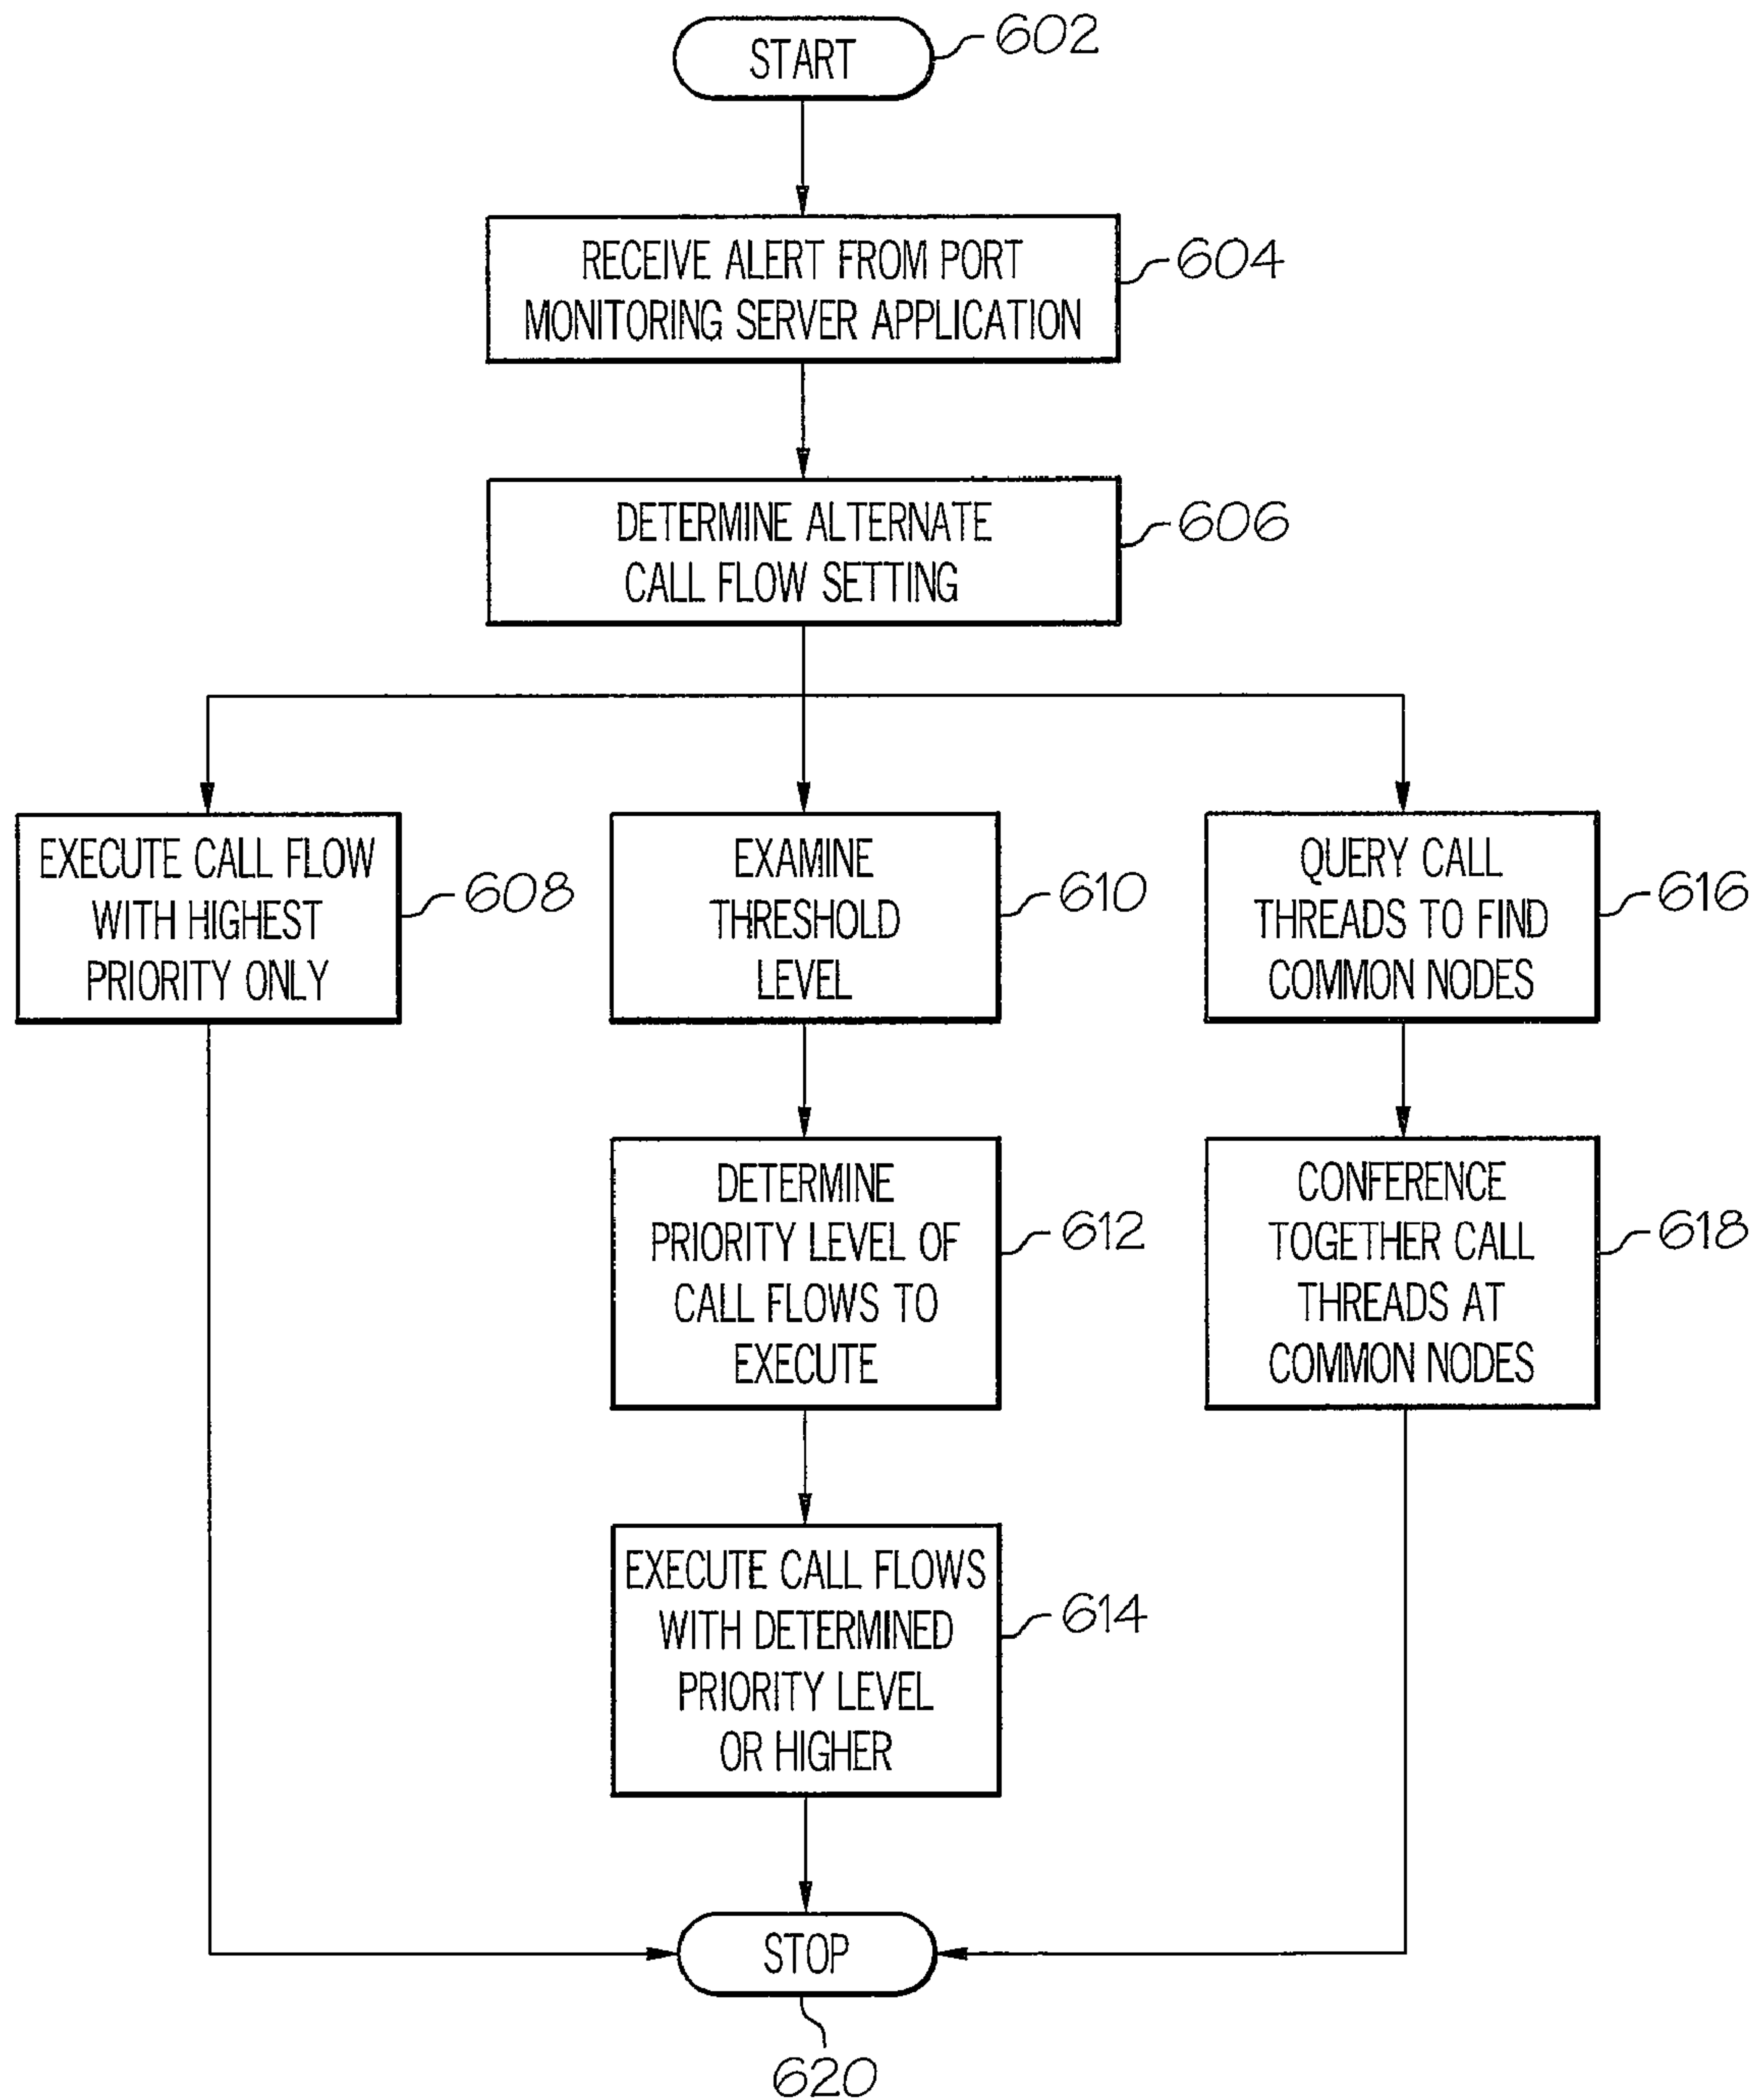 START
602
RECEIVE ALERT FROM PORT
MONITORING SERVER APPLICATION
604
DETERMINE ALTERNATE
CALL FLOW SETTING
606
EXECUTE CALL FLOW
WITH HIGHEST
PRIORITY ONLY
608
EXAMINE
THRESHOLD
LEVEL
610
QUERY CALL
THREADS TO FIND
COMMON NODES
616
DETERMINE
PRIORITY LEVEL OF
CALL FLOWS TO
EXECUTE
612
CONFERENCE
TOGETHER CALL
THREADS AT
COMMON NODES
618
EXECUTE CALL FLOWS
WITH DETERMINED
PRIORITY LEVEL
OR HIGHER
614
STOP
620